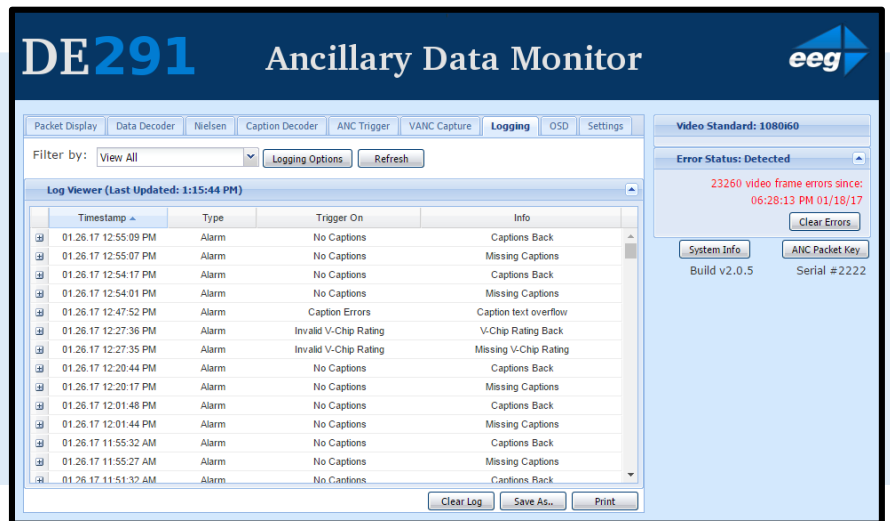 DE291 Ancillary Data Monitor eeg
Packet Display Data Decoder Nielsen Caption Decoder ANC Trigger VANC Capture Logging OSD Settings
Filter by: View All Logging Options Refresh
Log Viewer (Last Updated: 1:15:44 PM)
Timestamp Type Trigger On Info
01.26.17 12:55:09 PM Alarm No Captions Captions Back
01.26.17 12:55:07 PM Alarm No Captions Missing Captions
01.26.17 12:54:17 PM Alarm No Captions Captions Back
01.26.17 12:54:01 PM Alarm No Captions Missing Captions
01.26.17 12:47:52 PM Alarm Caption Errors Caption text overflow
01.26.17 12:27:36 PM Alarm Invalid V-Chip Rating V-Chip Rating Back
01.26.17 12:27:35 PM Alarm Invalid V-Chip Rating Missing V-Chip Rating
01.26.17 12:20:44 PM Alarm No Captions Captions Back
01.26.17 12:20:17 PM Alarm No Captions Missing Captions
01.26.17 12:01:48 PM Alarm No Captions Captions Back
01.26.17 12:01:44 PM Alarm No Captions Missing Captions
01.26.17 11:55:32 AM Alarm No Captions Captions Back
01.26.17 11:55:27 AM Alarm No Captions Missing Captions
01.26.17 11:51:32 AM Alarm No Captions Captions Back
Clear Log Save As.. Print
Video Standard: 1080i60
Error Status: Detected
23260 video frame errors since:
06:28:13 PM 01/18/17
Clear Errors
System Info ANC Packet Key
Build v2.0.5 Serial #2222